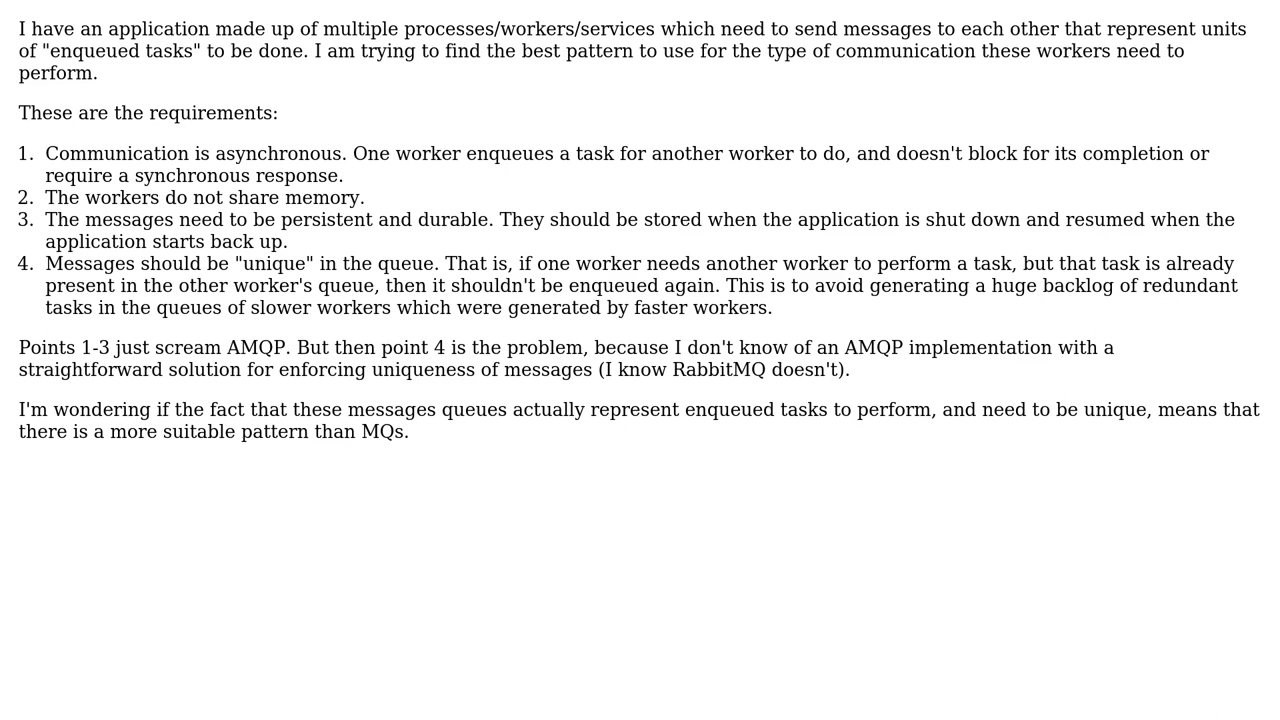 I have an application made up of multiple processes/workers/services which need to send messages to each other that represent units
of "enqueued tasks" to be done. I am trying to find the best pattern to use for the type of communication these workers need to
perform.
These are the requirements:
1. Communication is asynchronous. One worker enqueues a task for another worker to do, and doesn't block for its completion or
require a synchronous response.
2. The workers do not share memory.
3. The messages need to be persistent and durable. They should be stored when the application is shut down and resumed when the
application starts back up.
4. Messages should be "unique" in the queue. That is, if one worker needs another worker to perform a task, but that task is already
present in the other worker's queue, then it shouldn't be enqueued again. This is to avoid generating a huge backlog of redundant
tasks in the queues of slower workers which were generated by faster workers.
Points 1-3 just scream AMQP. But then point 4 is the problem, because I don't know of an AMQP implementation with a
straightforward solution for enforcing uniqueness of messages (I know RabbitMQ doesn't).
I'm wondering if the fact that these messages queues actually represent enqueued tasks to perform, and need to be unique, means that
there is a more suitable pattern than MQs.